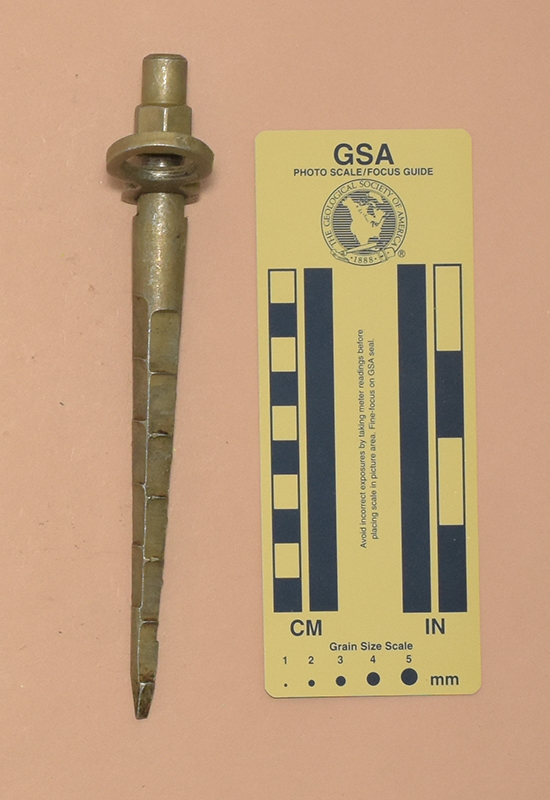 GSA
PHOTO SCALE/FOCUS GUIDE
THE GEOLOGICAL SOCIETY OF AMERICA
1888
®
Avoid incorrect exposures by taking meter readings before
placing scale in picture area. Fine-focus on GSA seal.
CM
IN
Grain Size Scale
1 2 3 4 5
mm